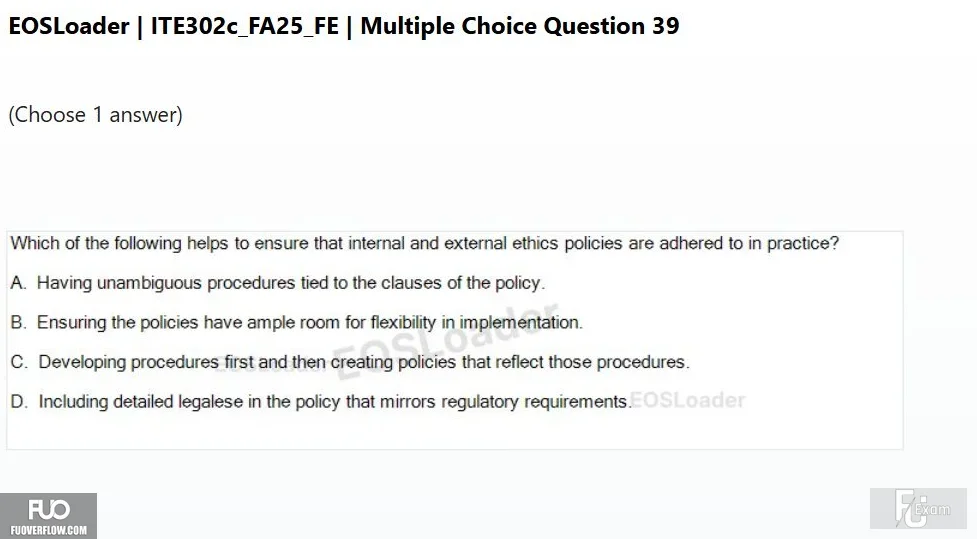 EOSLoader | ITE302c_FA25_FE | Multiple Choice Question 39
(Choose 1 answer)
Which of the following helps to ensure that internal and external ethics policies are adhered to in practice?
A. Having unambiguous procedures tied to the clauses of the policy.
B. Ensuring the policies have ample room for flexibility in implementation.
C. Developing procedures first and then creating policies that reflect those procedures.
D. Including detailed legalese in the policy that mirrors regulatory requirements.
EOSLoader
EOSLoader
EOSLoader
FUO
FUOVERFLOW.COM
Exam